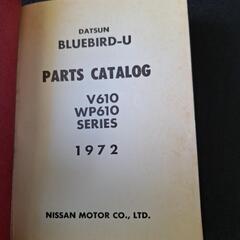 DATSUN
BLUEBIRD-U
PARTS CATALOG
V610
WP610
SERIES
1972
NISSAN MOTOR CO., LTD.